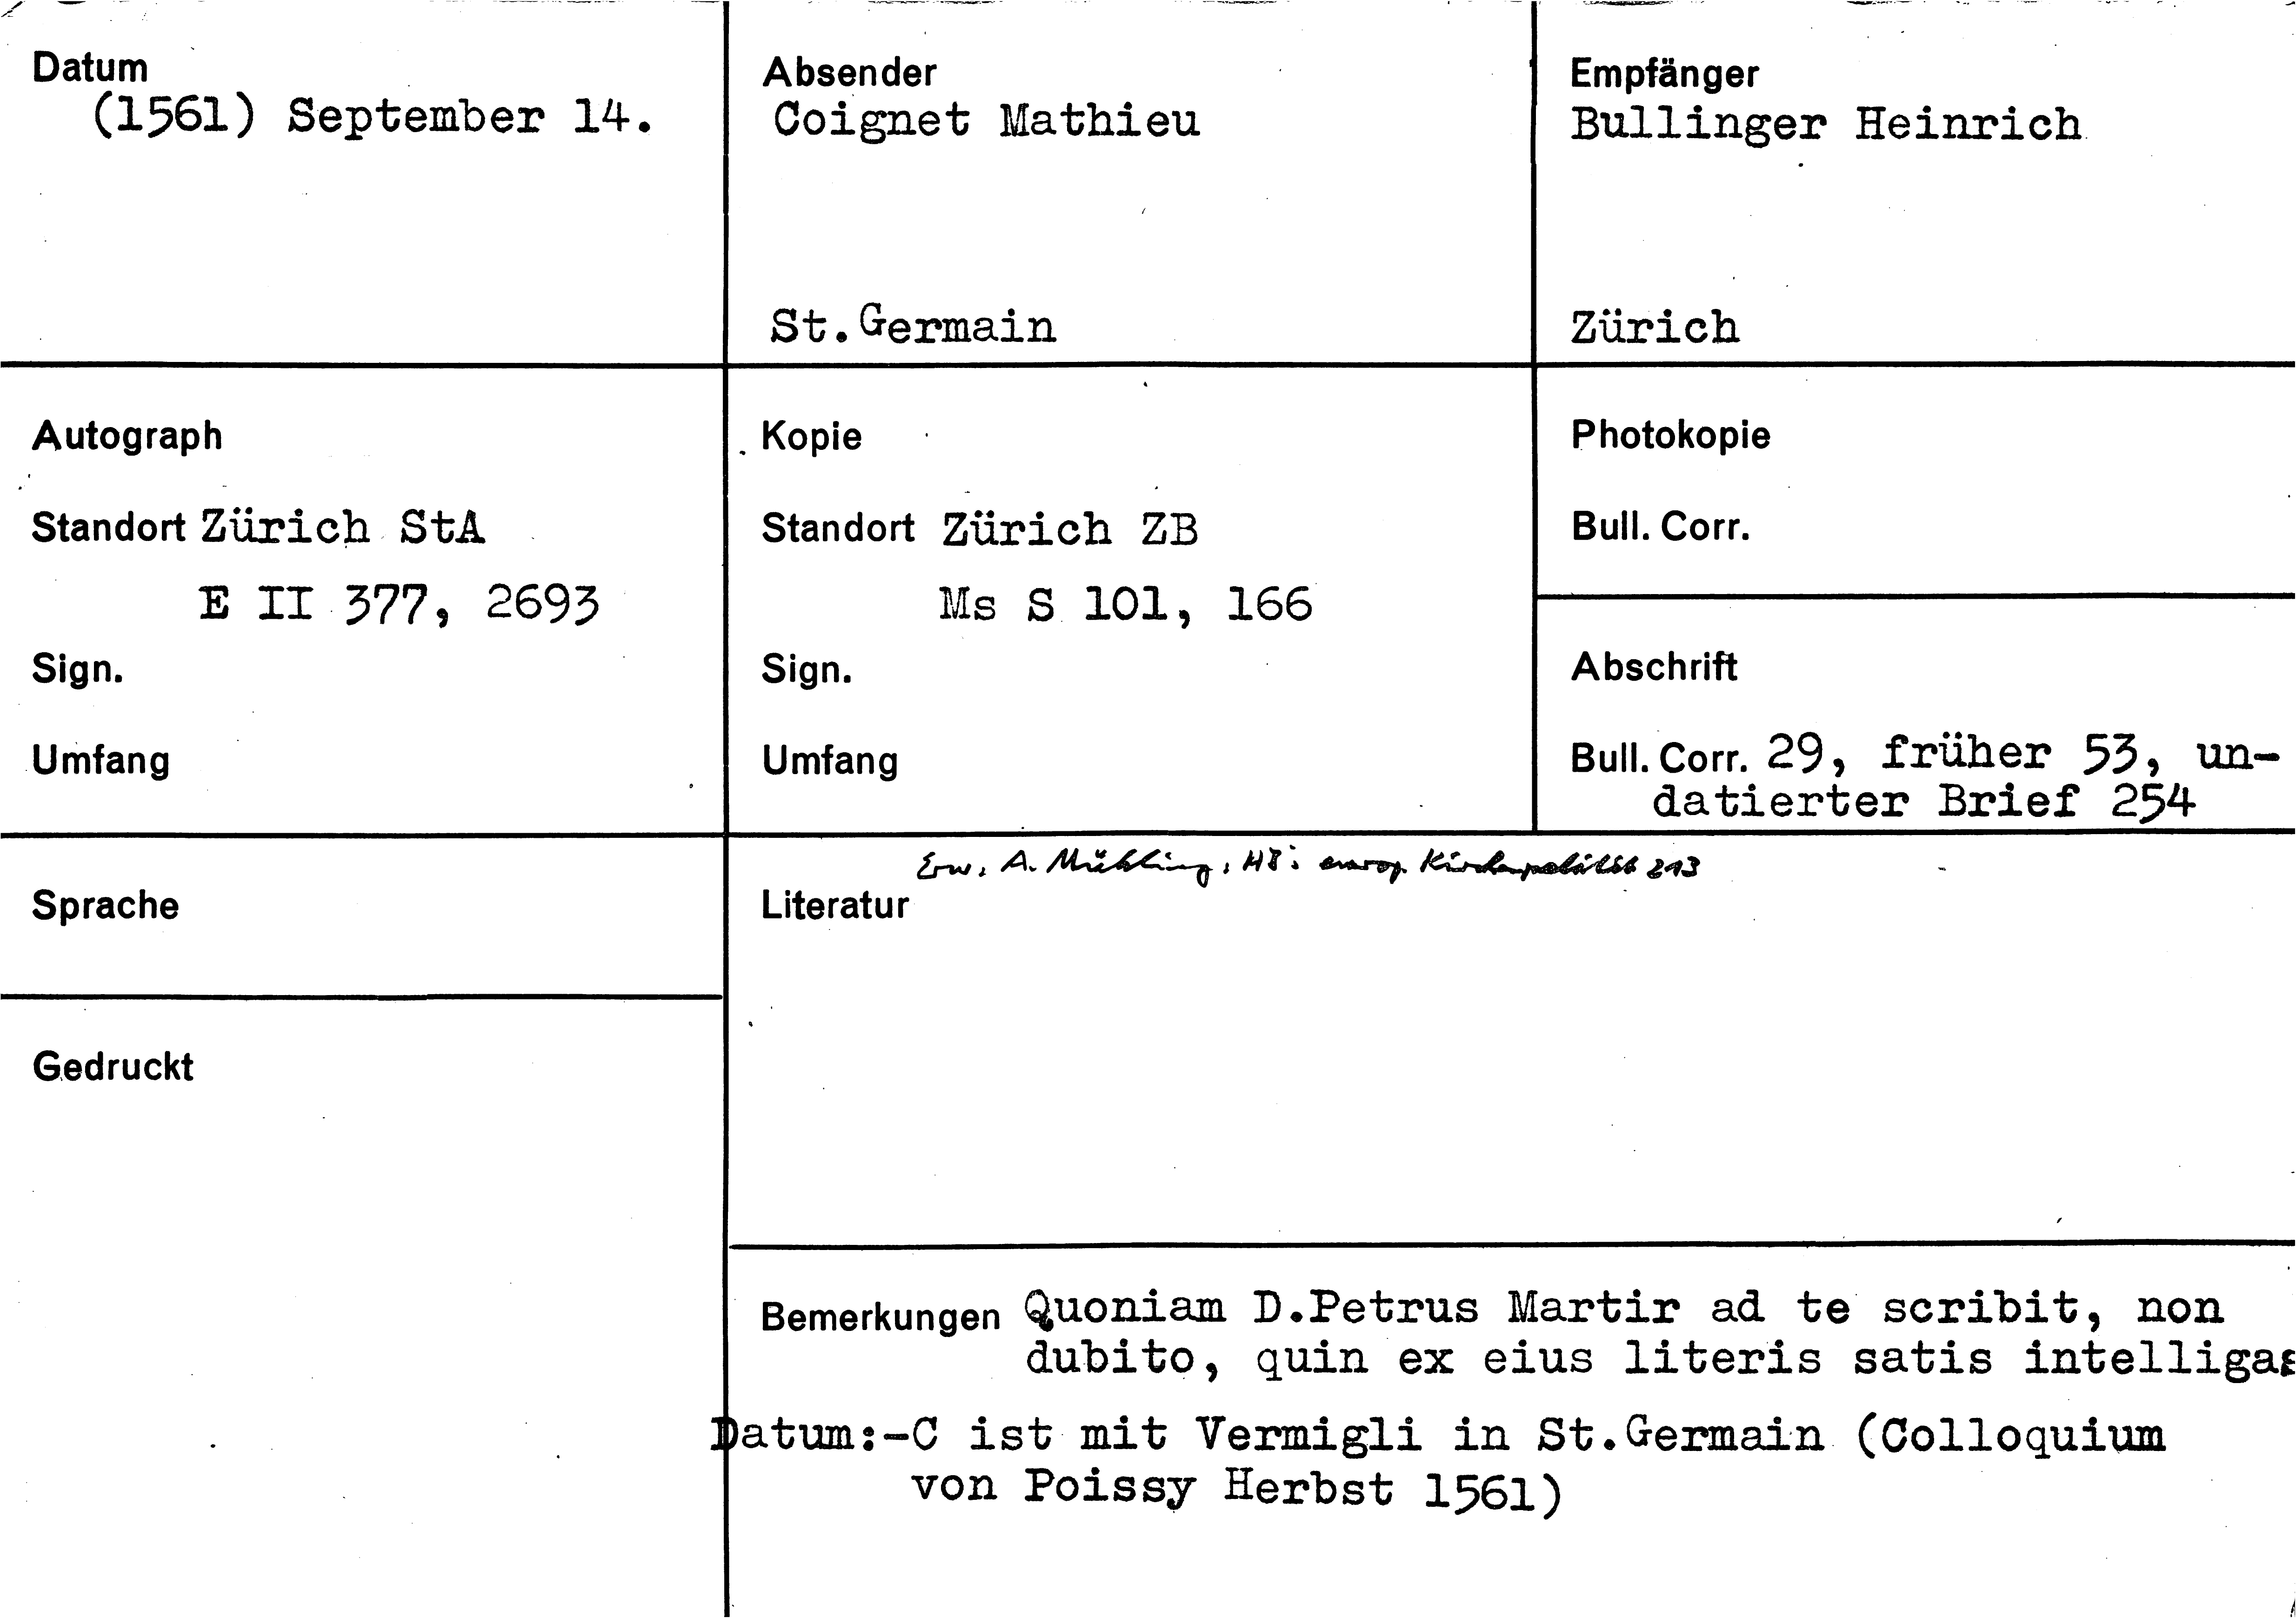 Datum
(1561) September 14.
Absender
Coignet Mathieu
St.Germain
Empfänger
Bullinger Heinrich
Zürich
Autograph
Standort Zürich StA
E II 377, 2693
Sign.
Umfang
Kopie
Standort Zürich ZB
Ms S 101, 166
Sign.
Umfang
Photokopie
Bull. Corr.
Abschrift
Bull. Corr. 29, früher 53, un-
datierter Brief 254
Sprache
Gedruckt
Erw. A. Mühling, HB's europ. Kirchenpolitik 213
Literatur
Bemerkungen Quoniam D.Petrus Martir ad te scribit, non
dubito, quin ex eius literis satis intelligas
Datum:-C ist mit Vermigli in St.Germain (Colloquium
von Poissy Herbst 1561)